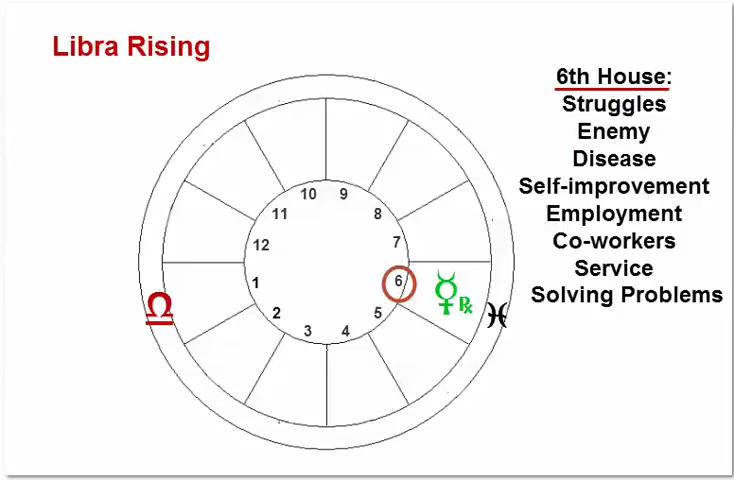 Libra Rising
6th House:
Struggles
Enemy
Disease
Self-improvement
Employment
Co-workers
Service
Solving Problems
10 9
11 8
12 7
1 6
2 5
3 4
♎
☿ ℞
♓